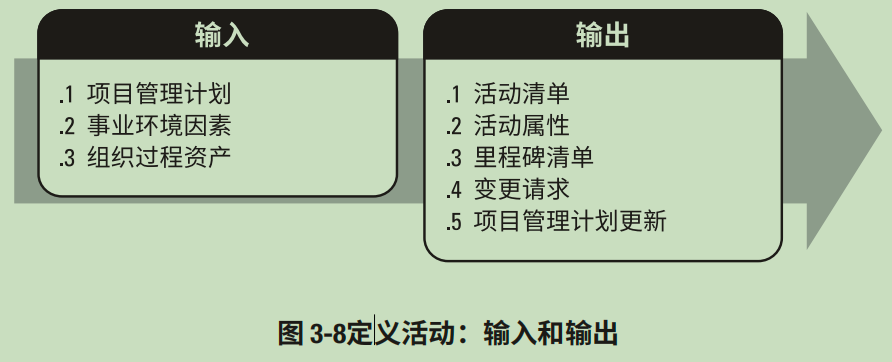 输入
.1 项目管理计划
.2 事业环境因素
.3 组织过程资产
输出
.1 活动清单
.2 活动属性
.3 里程碑清单
.4 变更请求
.5 项目管理计划更新
图 3-8定义活动：输入和输出